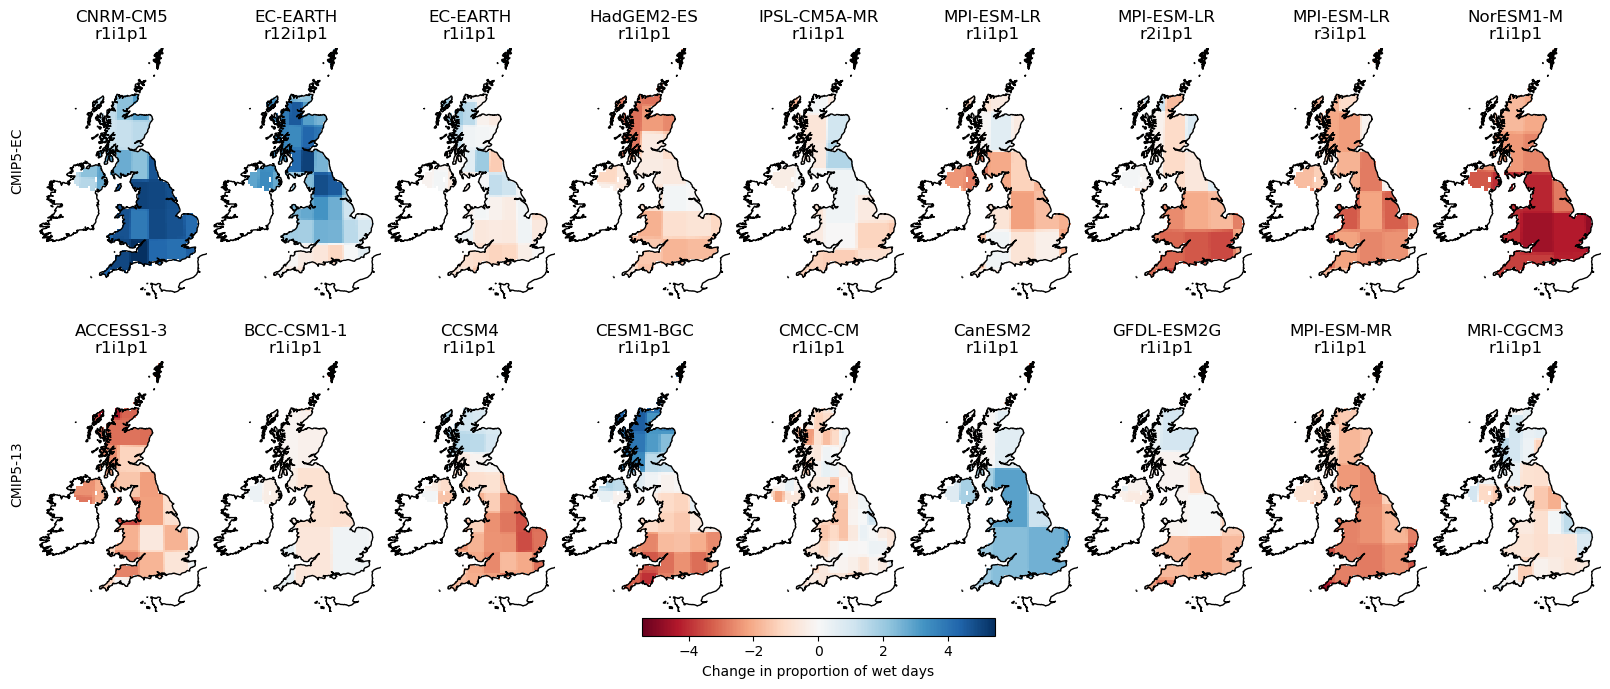 CNRM-CM5 EC-EARTH EC-EARTH HadGEM2-ES IPSL-CM5A-MR MPI-ESM-LR MPI-ESM-LR MPI-ESM-LR NorESM1-M
r1i1p1 r12i1p1 r1i1p1 r1i1p1 r1i1p1 r1i1p1 r2i1p1 r3i1p1 r1i1p1
CMIP5-EC
ACCESS1-3 BCC-CSM1-1 CCSM4 CESM1-BGC CMCC-CM CanESM2 GFDL-ESM2G MPI-ESM-MR MRI-CGCM3
r1i1p1 r1i1p1 r1i1p1 r1i1p1 r1i1p1 r1i1p1 r1i1p1 r1i1p1 r1i1p1
CMIP5-13
−4 −2 0 2 4
Change in proportion of wet days